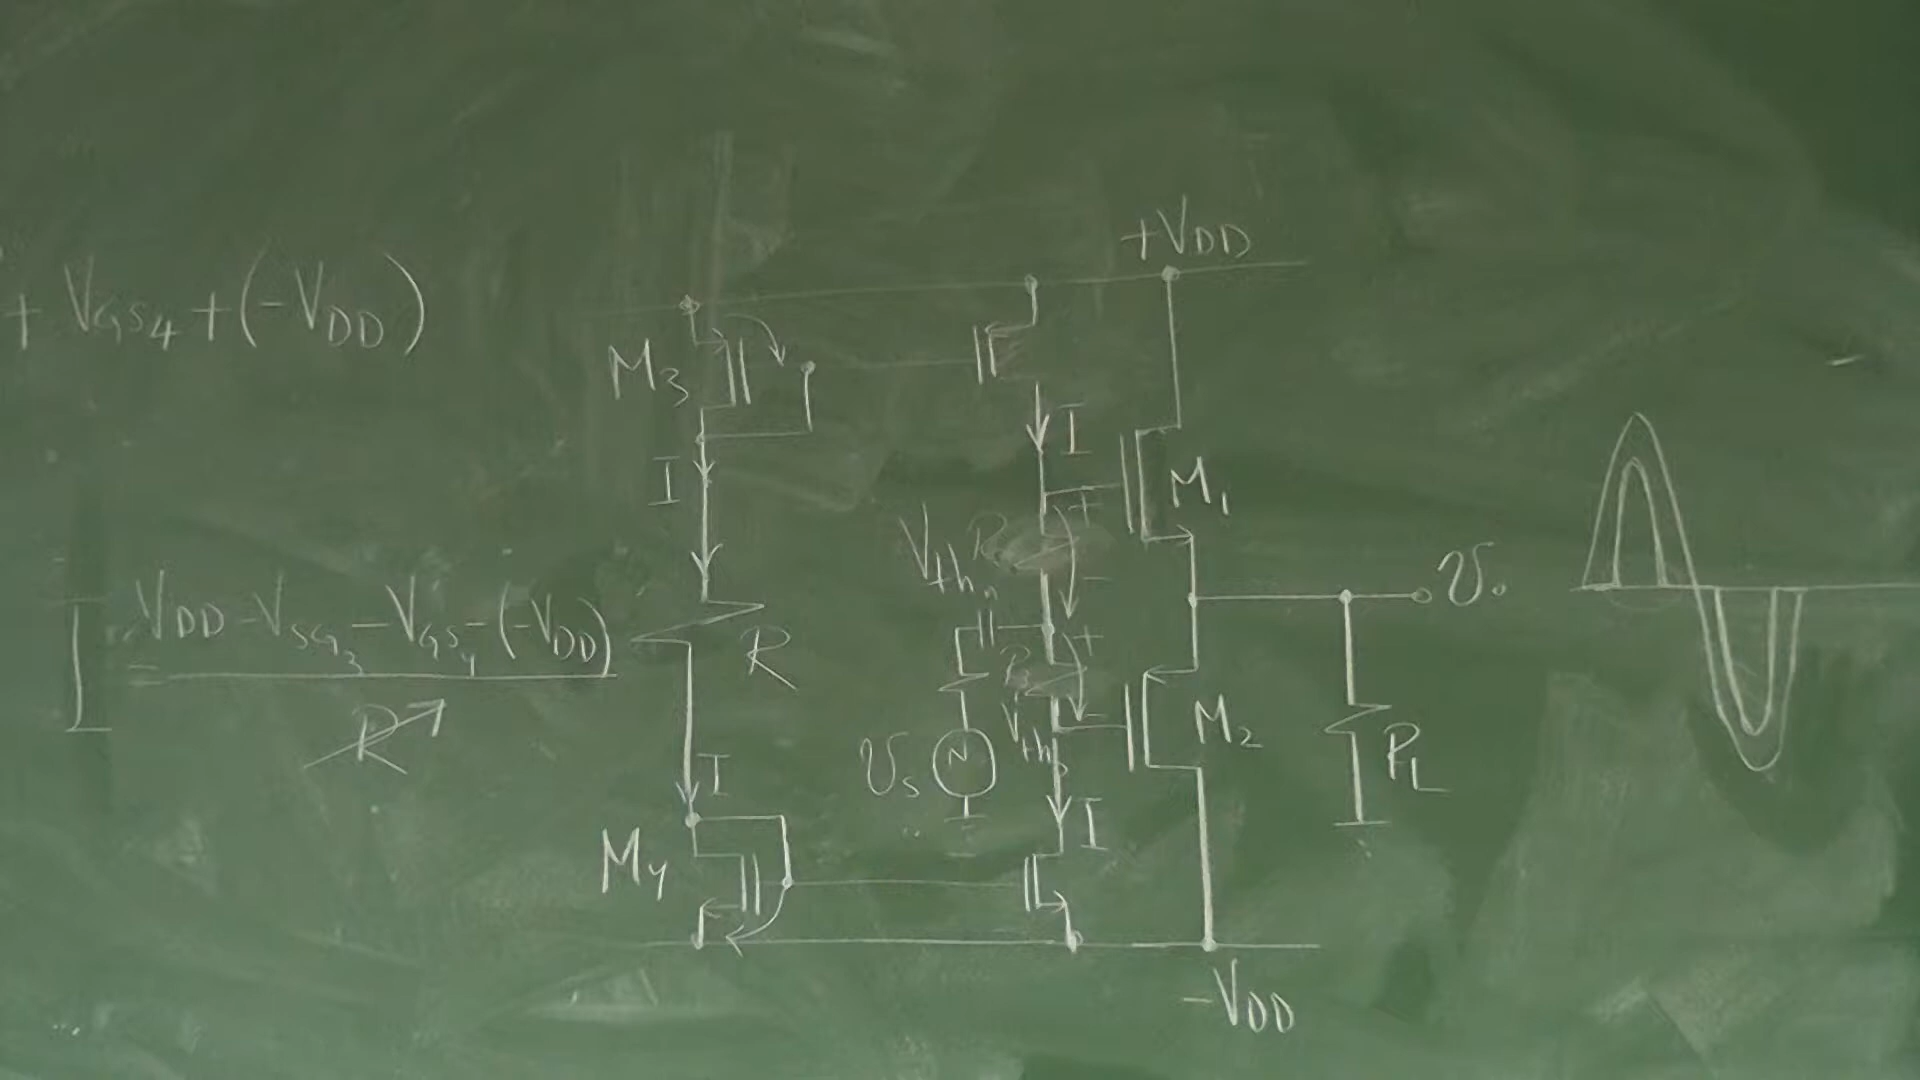 +VDD
+ VGS4 + (-VDD)
M3
I
I
M1
Vthn
R
+
-
vo
I = VDD - VSG3 - VGS4 - (-VDD)
R
R
+
-
R
Vthp
M2
vs
RL
I
I
M4
-VDD